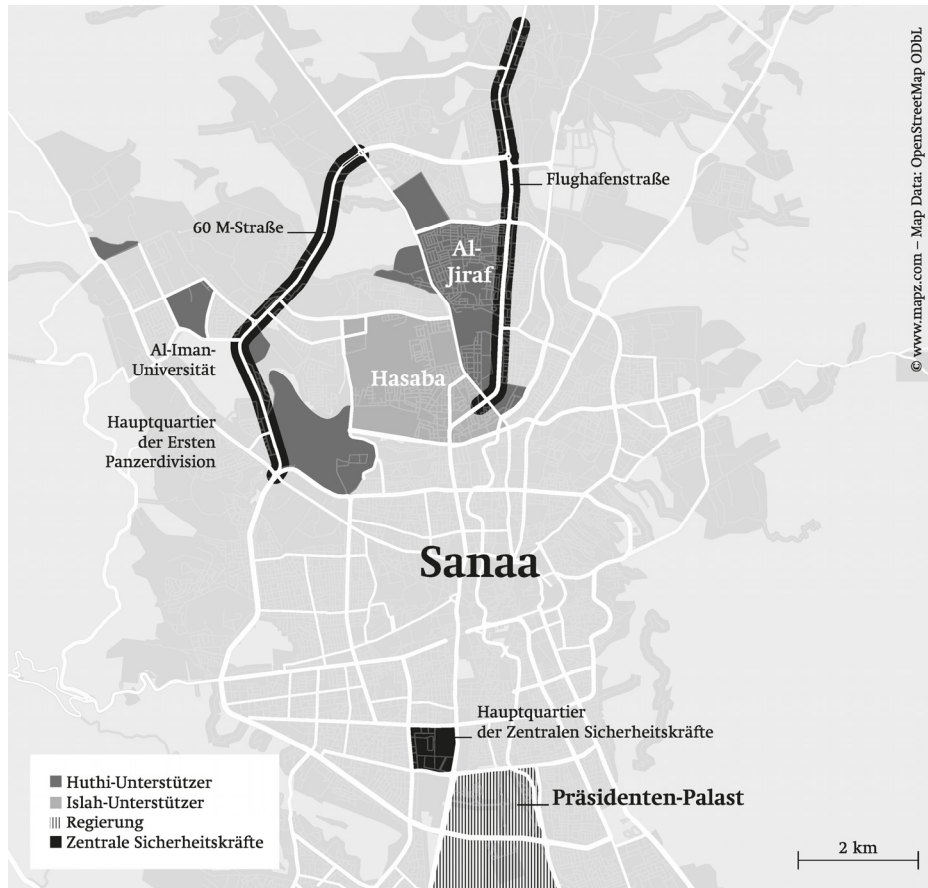 © www.mapz.com – Map Data: OpenStreetMap ODbL
Flughafenstraße
60 M-Straße
Al-
Jiraf
Al-Iman-
Universität
Hasaba
Hauptquartier
der Ersten
Panzerdivision
Sanaa
Hauptquartier
der Zentralen Sicherheitskräfte
Präsidenten-Palast
Huthi-Unterstützer
Islah-Unterstützer
Regierung
Zentrale Sicherheitskräfte
2 km